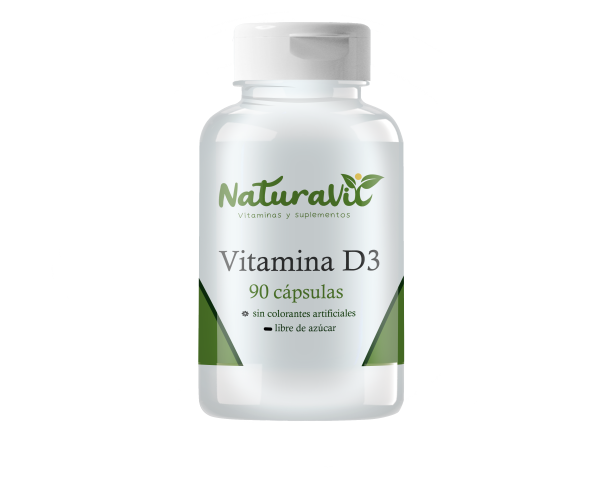 NaturaVit
Vitaminas y suplementos
Vitamina D3
90 cápsulas
sin colorantes artificiales
libre de azúcar